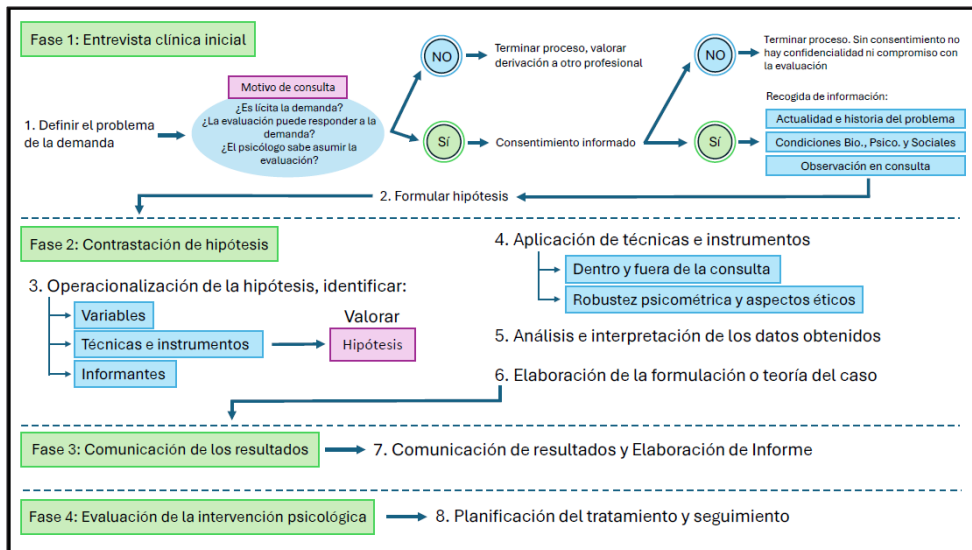 Fase 1: Entrevista clínica inicial
1. Definir el problema
de la demanda
Motivo de consulta
¿Es lícita la demanda?
¿La evaluación puede responder a la
demanda?
¿El psicólogo sabe asumir la
evaluación?
NO
Terminar proceso, valorar
derivación a otro profesional
Sí
Consentimiento informado
NO
Terminar proceso. Sin consentimiento no
hay confidencialidad ni compromiso con
la evaluación
Sí
Recogida de información:
Actualidad e historia del problema
Condiciones Bio., Psico. y Sociales
Observación en consulta
2. Formular hipótesis
Fase 2: Contrastación de hipótesis
3. Operacionalización de la hipótesis, identificar:
Variables
Técnicas e instrumentos
Informantes
Valorar
Hipótesis
4. Aplicación de técnicas e instrumentos
Dentro y fuera de la consulta
Robustez psicométrica y aspectos éticos
5. Análisis e interpretación de los datos obtenidos
6. Elaboración de la formulación o teoría del caso
Fase 3: Comunicación de los resultados
7. Comunicación de resultados y Elaboración de Informe
Fase 4: Evaluación de la intervención psicológica
8. Planificación del tratamiento y seguimiento